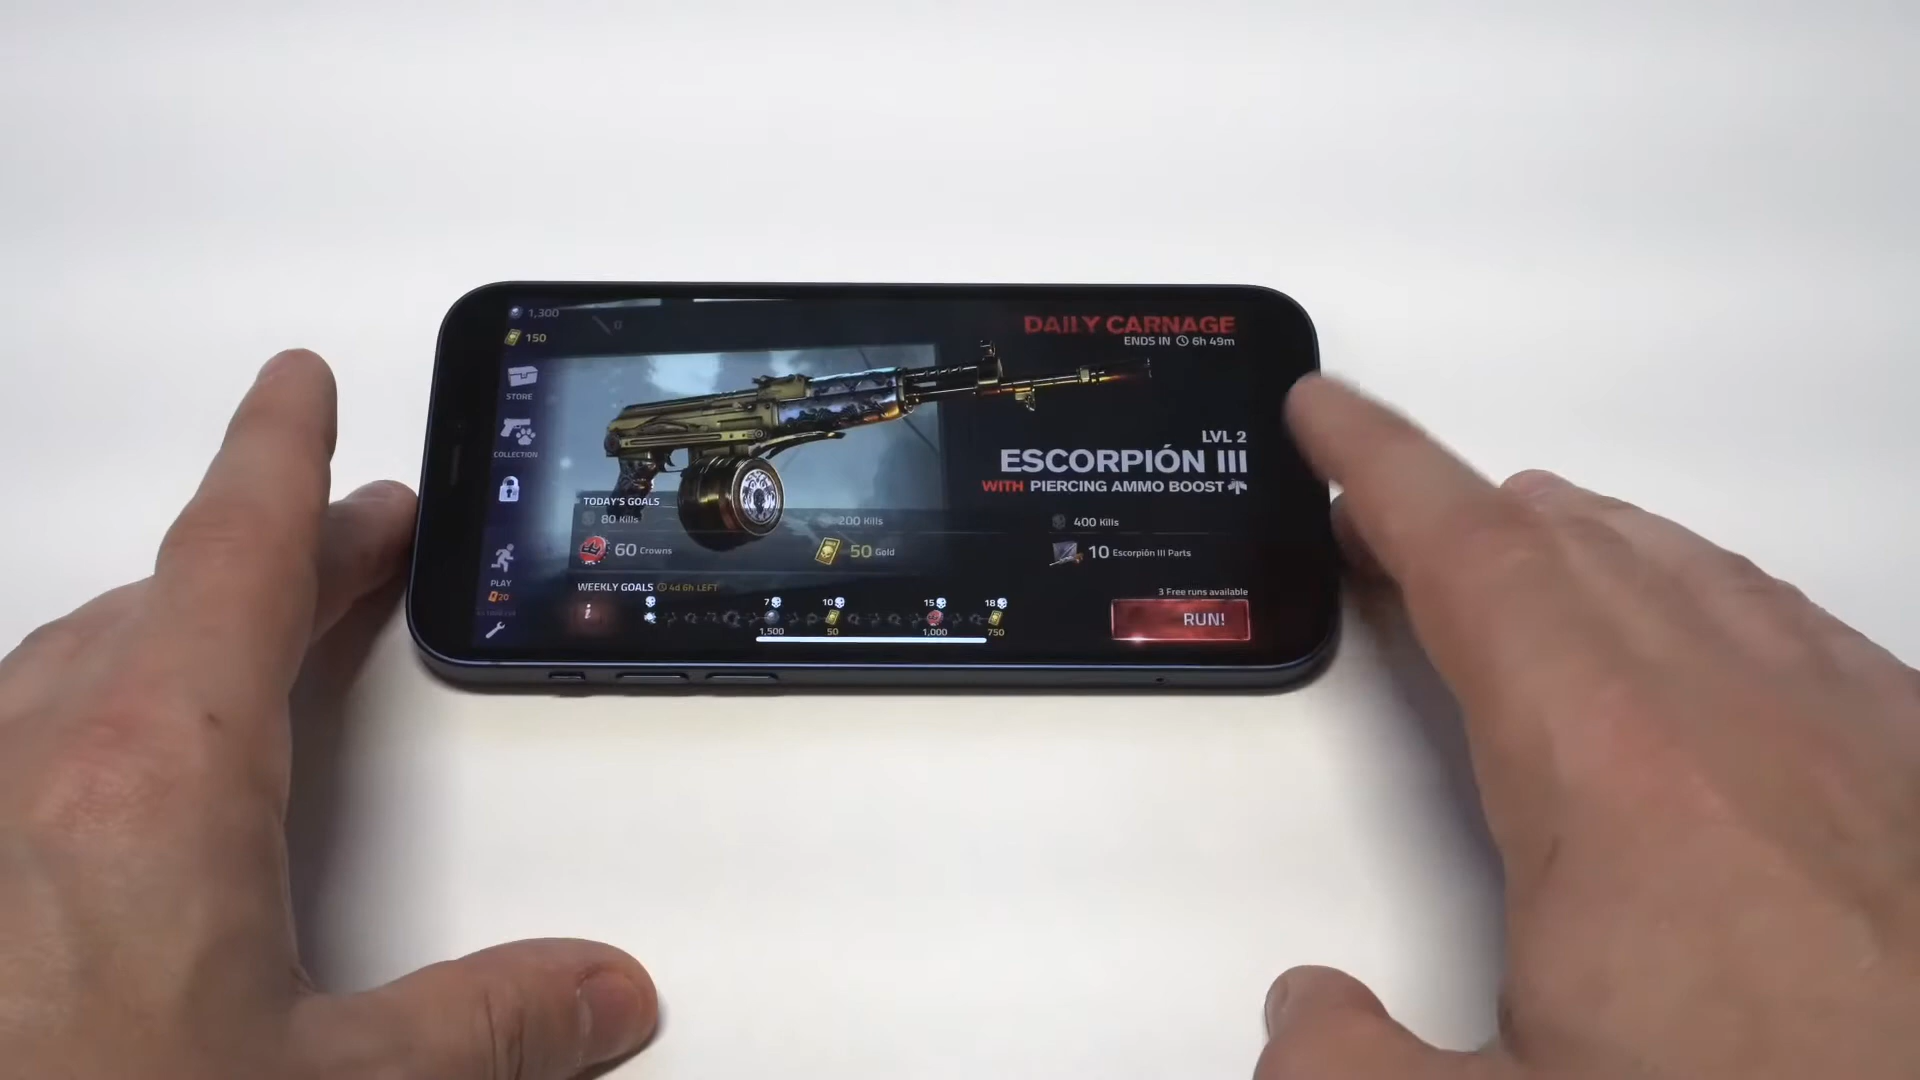 1,300
0
150
DAILY CARNAGE
ENDS IN 6h 49m
STORE
COLLECTION
LVL 2
ESCORPIÓN III
WITH PIERCING AMMO BOOST
TODAY'S GOALS
80 Kills
200 Kills
400 Kills
60 Crowns
50 Gold
10 Escorpión III Parts
PLAY
20
WEEKLY GOALS 4d 6h LEFT
i
7
10
15
18
1,500
50
1,000
750
3 Free runs available
RUN!